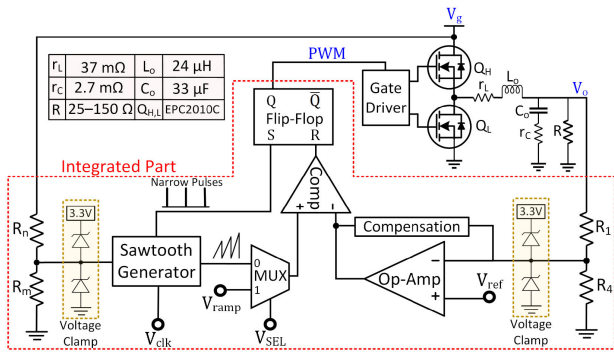 V_g
PWM
r_L 37 mΩ L_o 24 μH
r_C 2.7 mΩ C_o 33 μF
R 25–150 Ω Q_H,L EPC2010C
Q_H
L_o
V_o
r_L
Gate
Driver
Q Q̅
Flip-Flop
S R
Q_L
C_o
r_C
R
Integrated Part
Narrow Pulses
Comp
+ -
3.3V
3.3V
R_n
Compensation
R_1
Sawtooth
Generator
0
MUX
1
Op-Amp
−
+
V_ref
R_m
V_ramp
R_4
Voltage
Clamp
V_clk
V_SEL
Voltage
Clamp